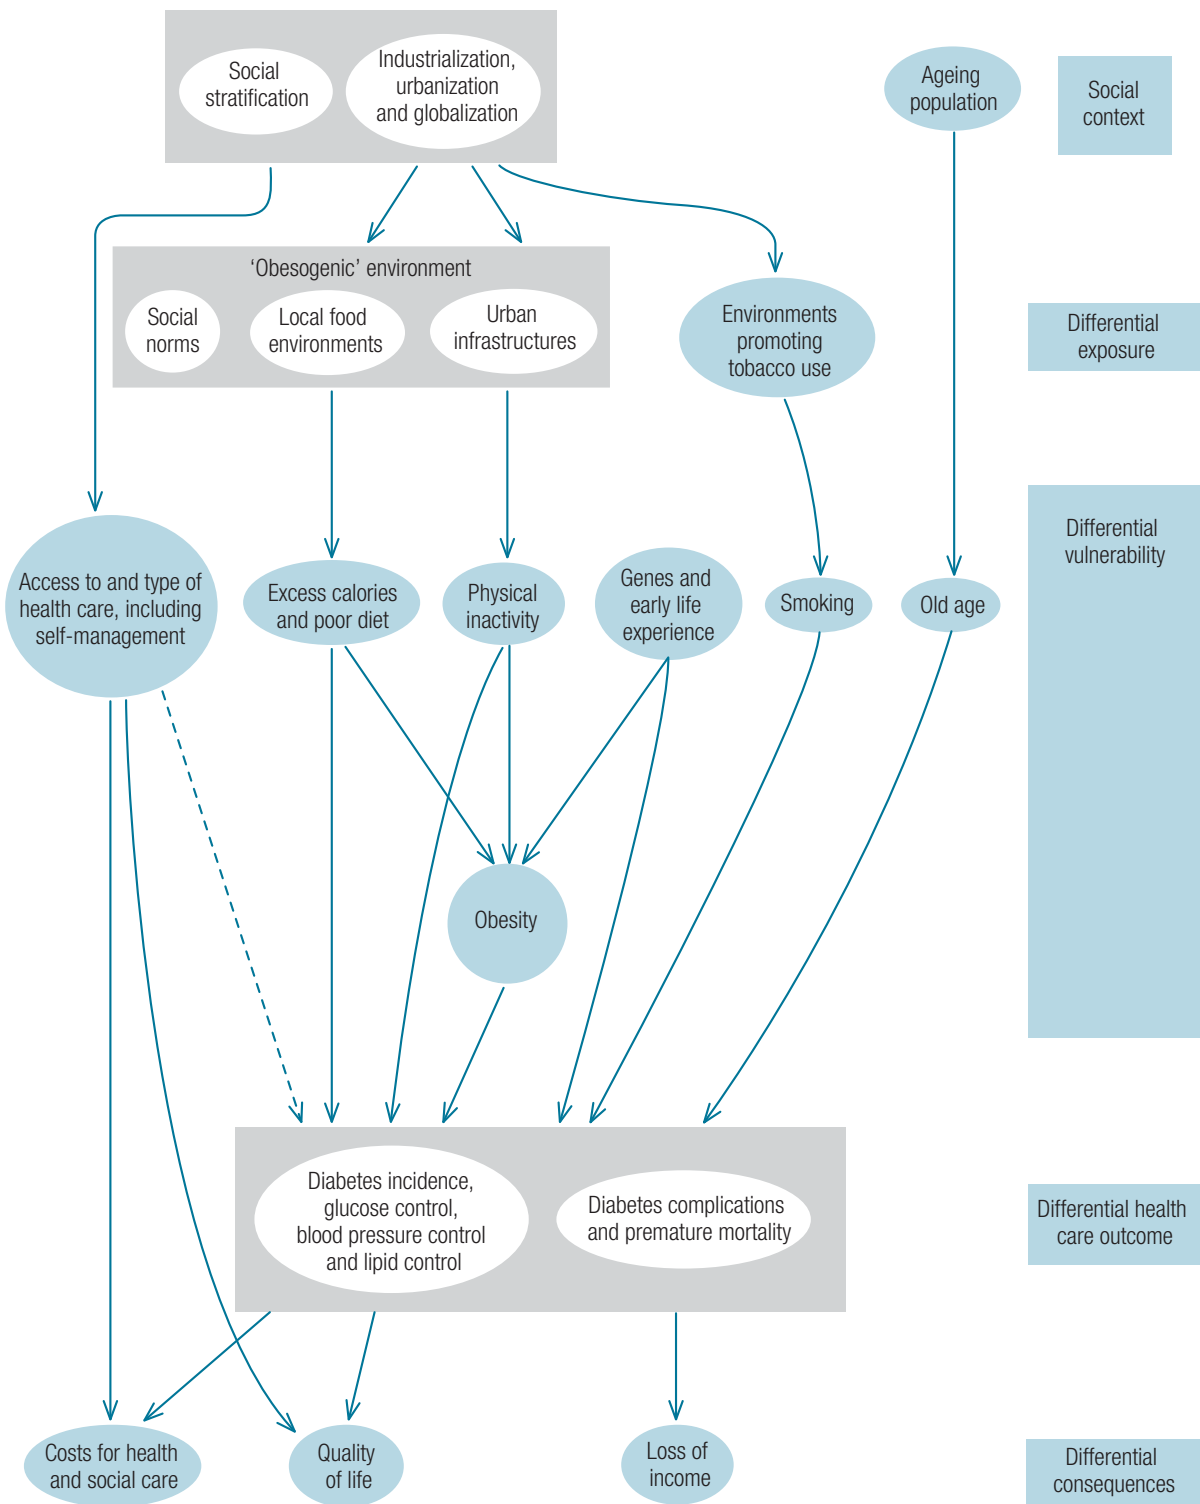 Social
stratification
Industrialization,
urbanization
and globalization
Ageing
population
Social
context
‘Obesogenic’ environment
Social
norms
Local food
environments
Urban
infrastructures
Environments
promoting
tobacco use
Differential
exposure
Differential
vulnerability
Access to and type of
health care, including
self-management
Excess calories
and poor diet
Physical
inactivity
Genes and
early life
experience
Smoking
Old age
Obesity
Diabetes incidence,
glucose control,
blood pressure control
and lipid control
Diabetes complications
and premature mortality
Differential health
care outcome
Costs for health
and social care
Quality
of life
Loss of
income
Differential
consequences